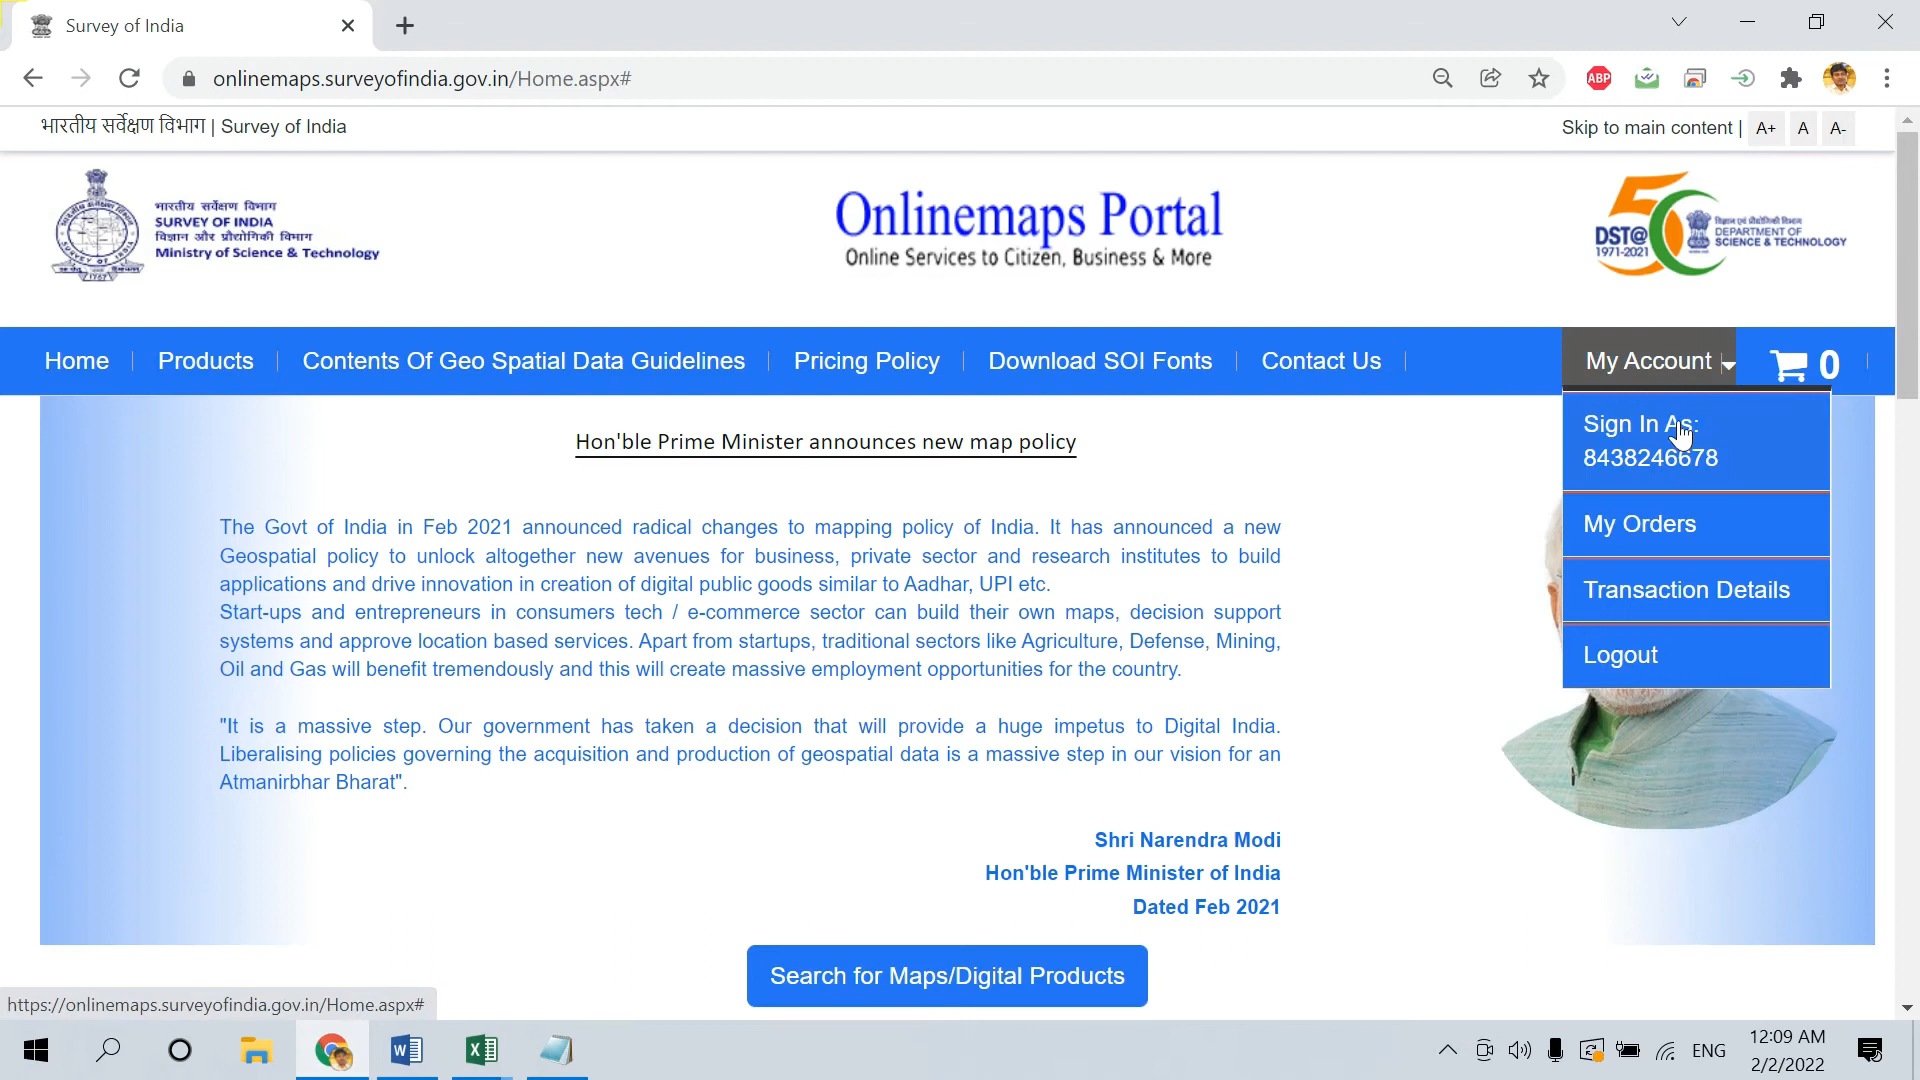 Survey of India
onlinemaps.surveyofindia.gov.in/Home.aspx#
ABP
भारतीय सर्वेक्षण विभाग | Survey of India
Skip to main content | A+ A A-
भारतीय सर्वेक्षण विभाग
SURVEY OF INDIA
विज्ञान और प्रौद्योगिकी विभाग
Ministry of Science & Technology
Onlinemaps Portal
Online Services to Citizen, Business & More
50
DST@
1971-2021
विज्ञान एवं प्रौद्योगिकी विभाग
DEPARTMENT OF
SCIENCE & TECHNOLOGY
Home Products Contents Of Geo Spatial Data Guidelines Pricing Policy Download SOI Fonts Contact Us My Account 0
Sign In As:
8438246678
My Orders
Transaction Details
Logout
Hon'ble Prime Minister announces new map policy
The Govt of India in Feb 2021 announced radical changes to mapping policy of India. It has announced a new
Geospatial policy to unlock altogether new avenues for business, private sector and research institutes to build
applications and drive innovation in creation of digital public goods similar to Aadhar, UPI etc.
Start-ups and entrepreneurs in consumers tech / e-commerce sector can build their own maps, decision support
systems and approve location based services. Apart from startups, traditional sectors like Agriculture, Defense, Mining,
Oil and Gas will benefit tremendously and this will create massive employment opportunities for the country.
"It is a massive step. Our government has taken a decision that will provide a huge impetus to Digital India.
Liberalising policies governing the acquisition and production of geospatial data is a massive step in our vision for an
Atmanirbhar Bharat".
Shri Narendra Modi
Hon'ble Prime Minister of India
Dated Feb 2021
Search for Maps/Digital Products
https://onlinemaps.surveyofindia.gov.in/Home.aspx#
ENG
12:09 AM
2/2/2022